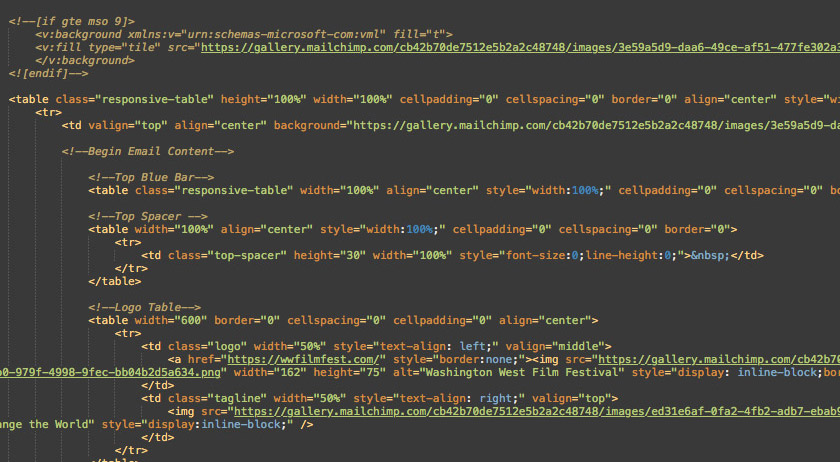 <!--[if gte mso 9]>
<v:background xmlns:v="urn:schemas-microsoft-com:vml" fill="t">
<v:fill type="tile" src="https://gallery.mailchimp.com/cb42b70de7512e5b2a2c48748/images/3e59a5d9-daa6-49ce-af51-477fe302a3
</v:background>
<![endif]-->
<table class="responsive-table" height="100%" width="100%" cellpadding="0" cellspacing="0" border="0" align="center" style="wi
<tr>
<td valign="top" align="center" background="https://gallery.mailchimp.com/cb42b70de7512e5b2a2c48748/images/3e59a5d9-da
<!--Begin Email Content-->
<!--Top Blue Bar-->
<table class="responsive-table" width="100%" align="center" style="width:100%;" cellpadding="0" cellspacing="0" bo
<!--Top Spacer -->
<table width="100%" align="center" style="width:100%;" cellpadding="0" cellspacing="0" border="0">
<tr>
<td class="top-spacer" height="30" width="100%" style="font-size:0;line-height:0;">&nbsp;</td>
</tr>
</table>
<!--Logo Table-->
<table width="600" border="0" cellspacing="0" cellpadding="0" align="center">
<tr>
<td class="logo" width="50%" style="text-align: left;" valign="middle">
<a href="https://wwfilmfest.com/" style="border:none;"><img src="https://gallery.mailchimp.com/cb42b70
b0-979f-4998-9fec-bb04b2d5a634.png" width="162" height="75" alt="Washington West Film Festival" style="display: inline-block;bor
</td>
<td class="tagline" width="50%" style="text-align: right;" valign="top">
<img src="https://gallery.mailchimp.com/cb42b70de7512e5b2a2c48748/images/ed31e6af-0fa2-4fb2-adb7-ebab9
ange the World" style="display:inline-block;" />
</td>
</tr>
</table>